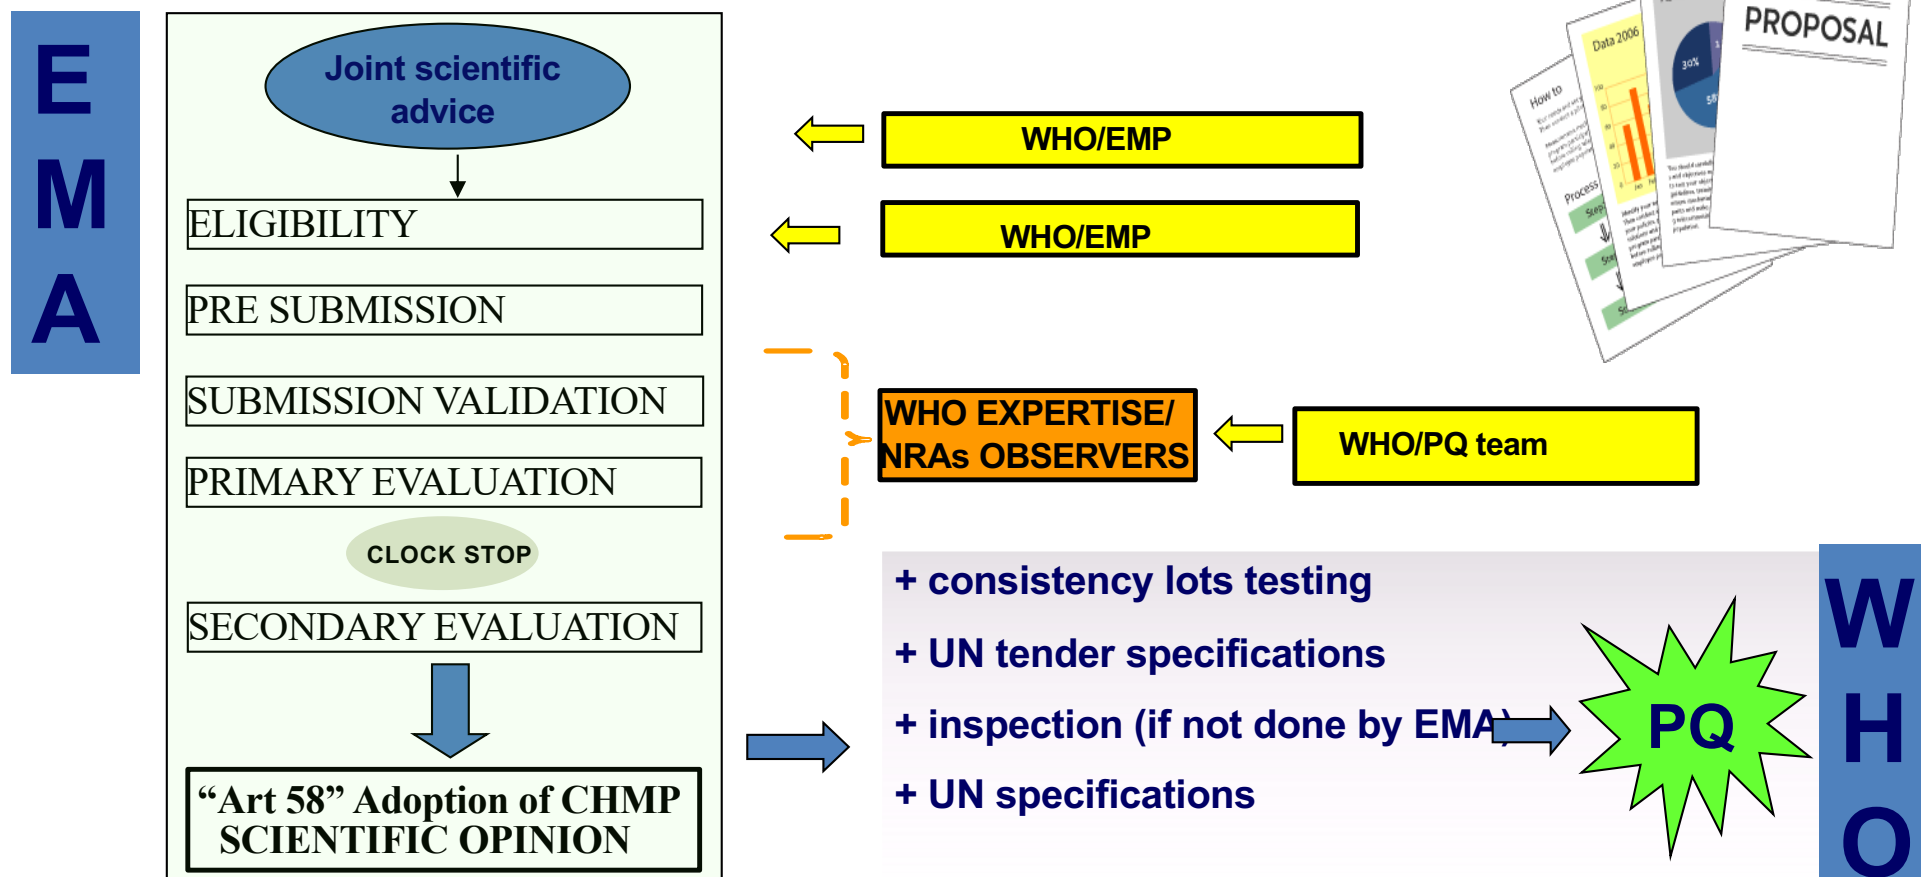 E
M
A
Joint scientific
advice
ELIGIBILITY
PRE SUBMISSION
SUBMISSION VALIDATION
PRIMARY EVALUATION
CLOCK STOP
SECONDARY EVALUATION
“Art 58” Adoption of CHMP
SCIENTIFIC OPINION
WHO/EMP
WHO/EMP
WHO EXPERTISE/
NRAs OBSERVERS
WHO/PQ team
How to
Process
Data 2006
30%
PROPOSAL
+ consistency lots testing
+ UN tender specifications
+ inspection (if not done by EMA)
+ UN specifications
PQ
W
H
O